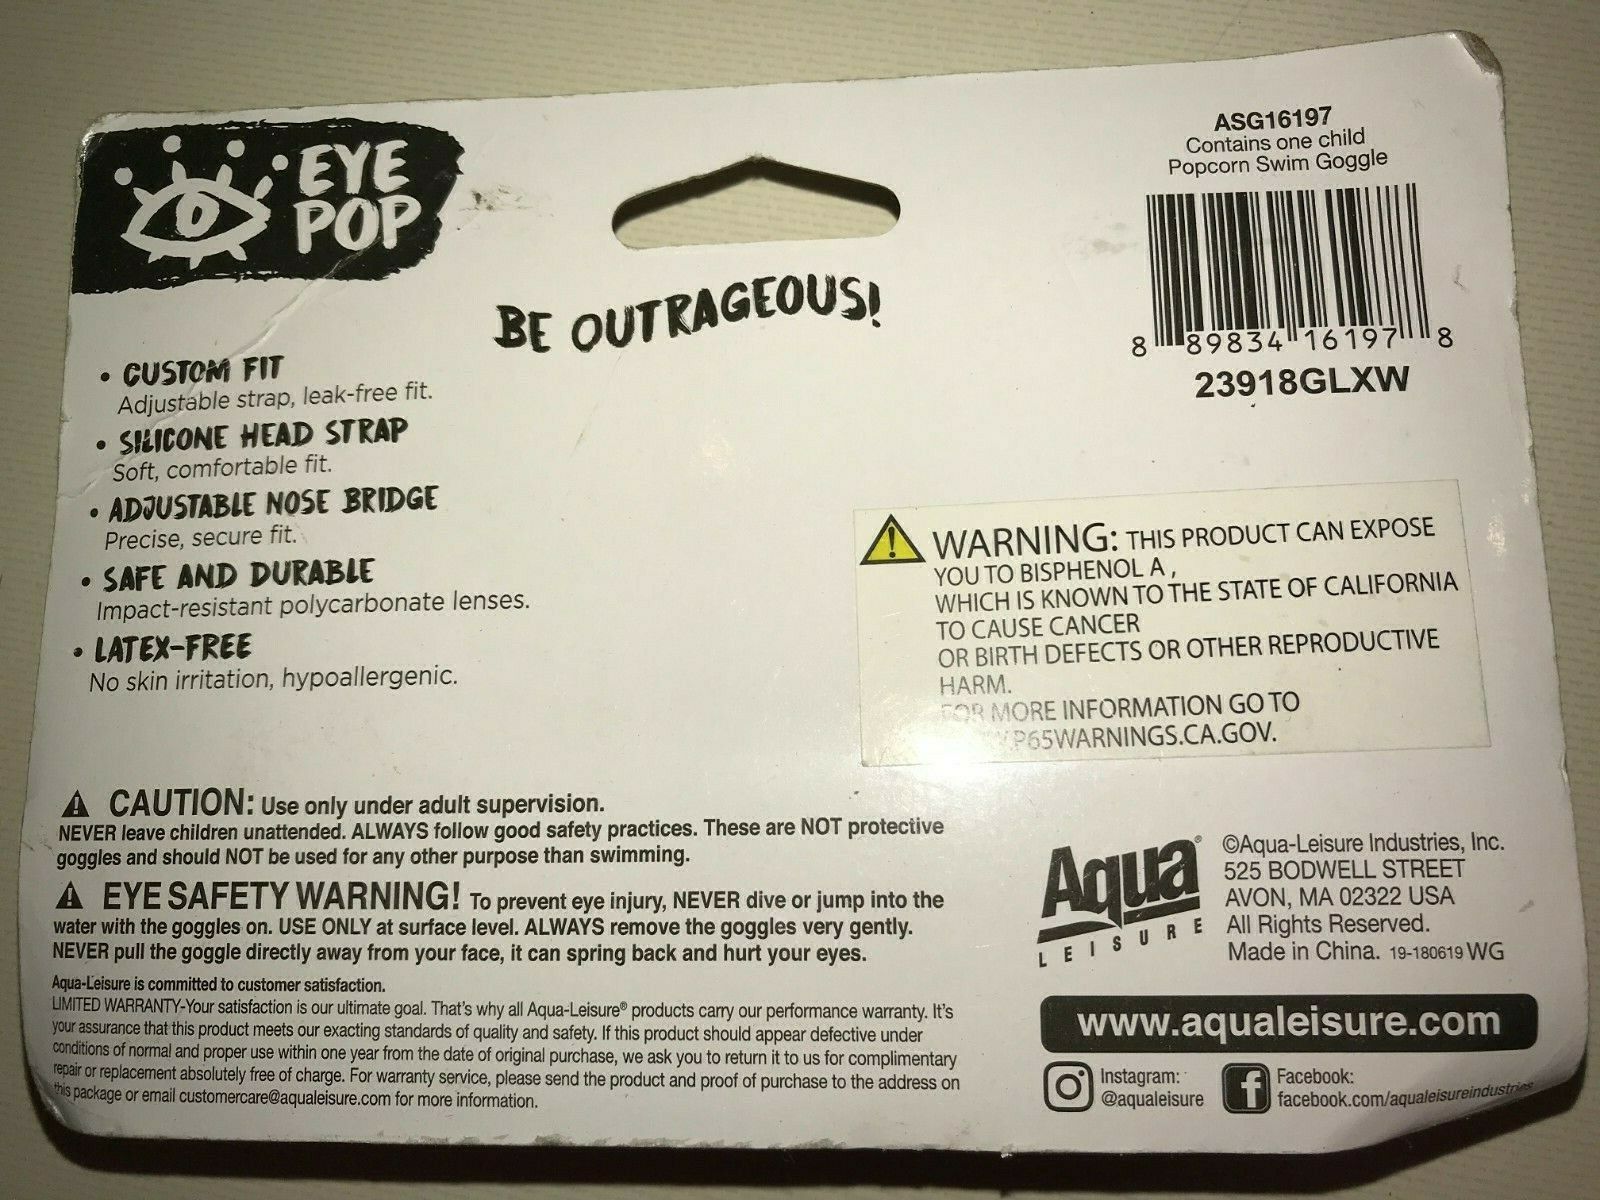 EYE
POP
BE OUTRAGEOUS!
ASG16197
Contains one child
Popcorn Swim Goggle
8 89834 16197 8
23918GLXW
• CUSTOM FIT
Adjustable strap, leak-free fit.
• SILICONE HEAD STRAP
Soft, comfortable fit.
• ADJUSTABLE NOSE BRIDGE
Precise, secure fit.
• SAFE AND DURABLE
Impact-resistant polycarbonate lenses.
• LATEX-FREE
No skin irritation, hypoallergenic.
WARNING: THIS PRODUCT CAN EXPOSE
YOU TO BISPHENOL A ,
WHICH IS KNOWN TO THE STATE OF CALIFORNIA
TO CAUSE CANCER
OR BIRTH DEFECTS OR OTHER REPRODUCTIVE
HARM.
FOR MORE INFORMATION GO TO
.P65WARNINGS.CA.GOV.
CAUTION: Use only under adult supervision.
NEVER leave children unattended. ALWAYS follow good safety practices. These are NOT protective
goggles and should NOT be used for any other purpose than swimming.
EYE SAFETY WARNING! To prevent eye injury, NEVER dive or jump into the
water with the goggles on. USE ONLY at surface level. ALWAYS remove the goggles very gently.
NEVER pull the goggle directly away from your face, it can spring back and hurt your eyes.
Aqua-Leisure is committed to customer satisfaction.
LIMITED WARRANTY-Your satisfaction is our ultimate goal. That's why all Aqua-Leisure® products carry our performance warranty. It's
your assurance that this product meets our exacting standards of quality and safety. If this product should appear defective under
conditions of normal and proper use within one year from the date of original purchase, we ask you to return it to us for complimentary
repair or replacement absolutely free of charge. For warranty service, please send the product and proof of purchase to the address on
this package or email customercare@aqualeisure.com for more information.
Aqua®
LEISURE
©Aqua-Leisure Industries, Inc.
525 BODWELL STREET
AVON, MA 02322 USA
All Rights Reserved.
Made in China. 19-180619 WG
www.aqualeisure.com
Instagram:
@aqualeisure
Facebook:
facebook.com/aqualeisureindustries